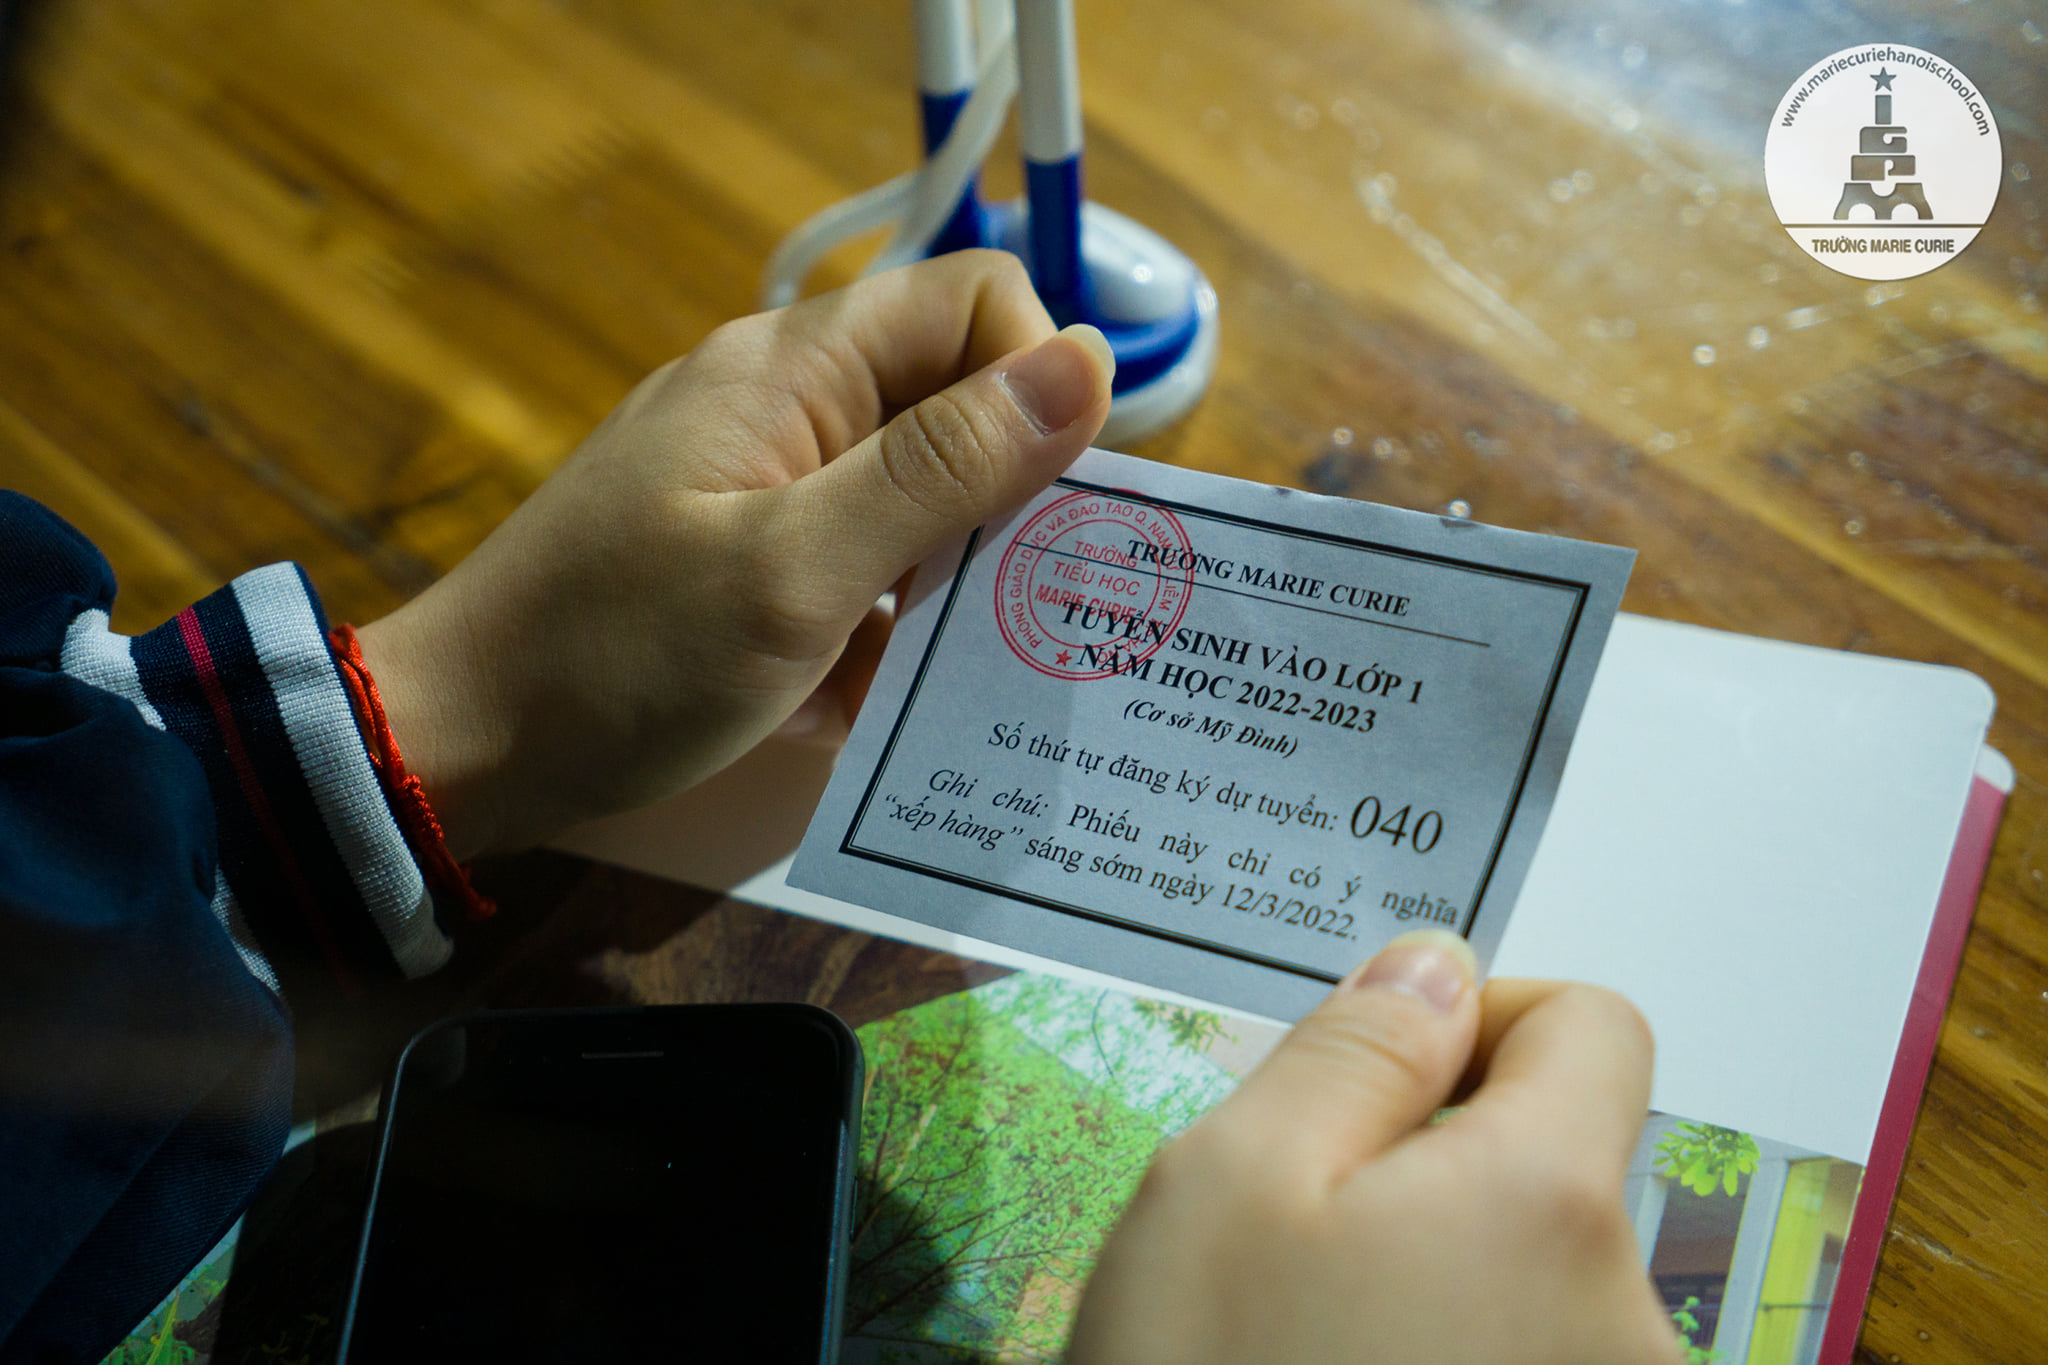 www.mariecuriehanoischool.com
TRƯỜNG MARIE CURIE
TRƯỜNG MARIE CURIE
TUYỂN SINH VÀO LỚP 1
NĂM HỌC 2022-2023
(Cơ sở Mỹ Đình)
Số thứ tự đăng ký dự tuyển: 040
Ghi chú: Phiếu này chỉ có ý nghĩa
“xếp hàng” sáng sớm ngày 12/3/2022.
PHÒNG GIÁO DỤC VÀ ĐÀO TẠO Q. NAM TỪ LIÊM
TRƯỜNG
TIỂU HỌC
MARIE CURIE